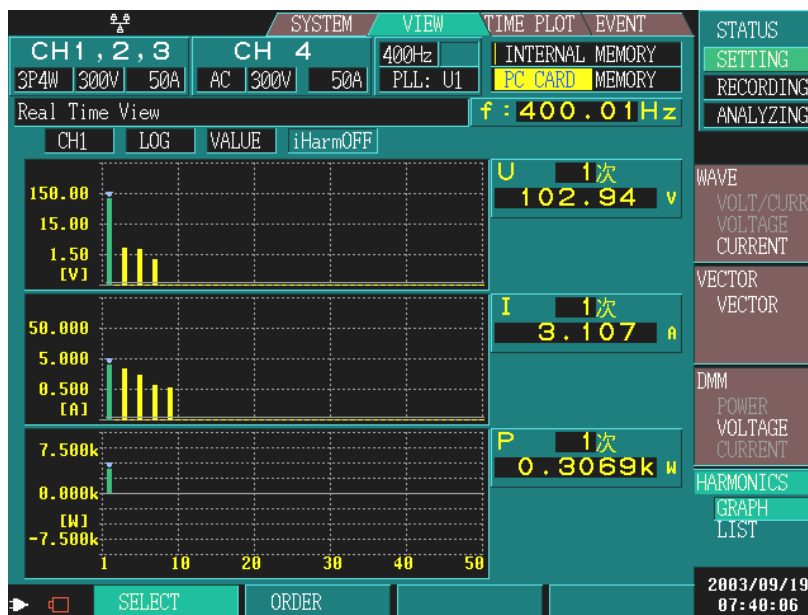 SYSTEM VIEW TIME PLOT EVENT
CH1,2,3 CH 4 400Hz INTERNAL MEMORY
3P4W 300V 50A AC 300V 50A PLL: U1 PC CARD MEMORY
Real Time View f:400.01Hz
CH1 LOG VALUE iHarmOFF
U 1次
102.94 V
150.00
15.00
1.50
[V]
I 1次
3.107 A
50.000
5.000
0.500
[A]
P 1次
0.3069k W
7.500k
0.000k
[W]
-7.500k
1 10 20 30 40 50
SELECT ORDER
STATUS
SETTING
RECORDING
ANALYZING
WAVE
VOLT/CURR
VOLTAGE
CURRENT
VECTOR
VECTOR
DMM
POWER
VOLTAGE
CURRENT
HARMONICS
GRAPH
LIST
2003/09/19
07:40:06